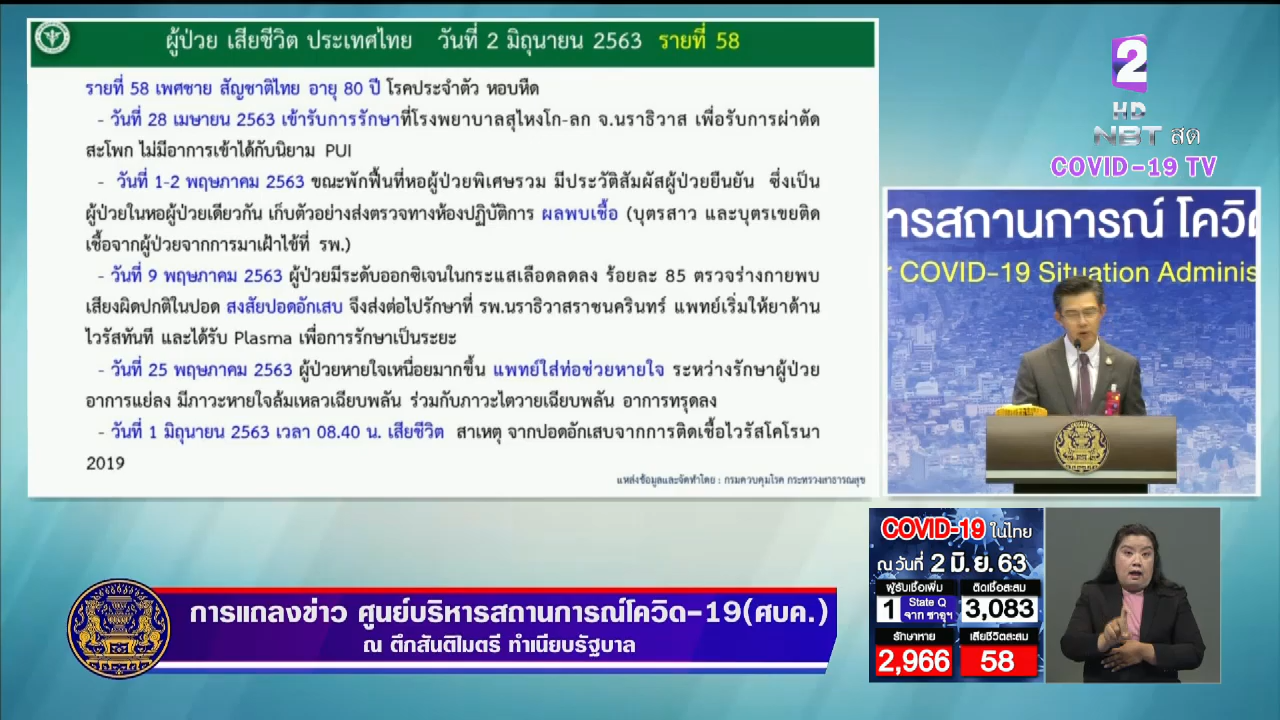 ผู้ป่วย เสียชีวิต ประเทศไทย วันที่ 2 มิถุนายน 2563 รายที่ 58
รายที่ 58 เพศชาย สัญชาติไทย อายุ 80 ปี โรคประจำตัว หอบหืด
- วันที่ 28 เมษายน 2563 เข้ารับการรักษาที่โรงพยาบาลสุไหงโก-ลก จ.นราธิวาส เพื่อรับการผ่าตัด
สะโพก ไม่มีอาการเข้าได้กับนิยาม PUI
- วันที่ 1-2 พฤษภาคม 2563 ขณะพักฟื้นที่หอผู้ป่วยพิเศษรวม มีประวัติสัมผัสผู้ป่วยยืนยัน ซึ่งเป็น
ผู้ป่วยในหอผู้ป่วยเดียวกัน เก็บตัวอย่างส่งตรวจทางห้องปฏิบัติการ ผลพบเชื้อ (บุตรสาว และบุตรเขยติด
เชื้อจากผู้ป่วยจากการมาเฝ้าไข้ที่ รพ.)
- วันที่ 9 พฤษภาคม 2563 ผู้ป่วยมีระดับออกซิเจนในกระแสเลือดลดลง ร้อยละ 85 ตรวจร่างกายพบ
เสียงผิดปกติในปอด สงสัยปอดอักเสบ จึงส่งต่อไปรักษาที่ รพ.นราธิวาสราชนครินทร์ แพทย์เริ่มให้ยาต้าน
ไวรัสทันที และได้รับ Plasma เพื่อการรักษาเป็นระยะ
- วันที่ 25 พฤษภาคม 2563 ผู้ป่วยหายใจเหนื่อยมากขึ้น แพทย์ใส่ท่อช่วยหายใจ ระหว่างรักษาผู้ป่วย
อาการแย่ลง มีภาวะหายใจล้มเหลวเฉียบพลัน ร่วมกับภาวะไตวายเฉียบพลัน อาการทรุดลง
- วันที่ 1 มิถุนายน 2563 เวลา 08.40 น. เสียชีวิต สาเหตุ จากปอดอักเสบจากการติดเชื้อไวรัสโคโรนา
2019
แหล่งข้อมูลและจัดทำโดย : กรมควบคุมโรค กระทรวงสาธารณสุข
2
HD
NBT สด
COVID-19 TV
ารสถานการณ์ โควิด
r COVID-19 Situation Adminis
COVID-19 ในไทย
ณ วันที่ 2 มิ.ย. 63
ผู้รับเชื้อเพิ่ม ติดเชื้อสะสม
1 State Q จาก ซาอุฯ 3,083
รักษาหาย เสียชีวิตสะสม
2,966 58
การแถลงข่าว ศูนย์บริหารสถานการณ์โควิด-19(ศบค.)
ณ ตึกสันติไมตรี ทำเนียบรัฐบาล